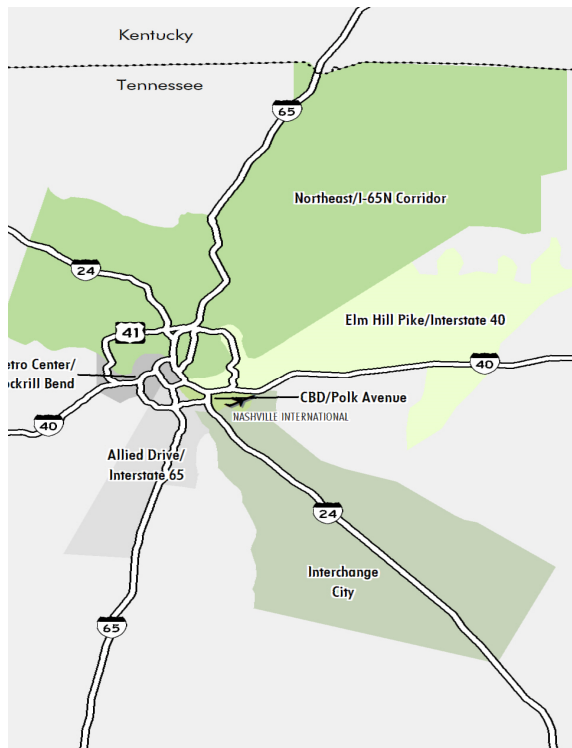 Kentucky
Tennessee
65
Northeast/I-65N Corridor
24
41
Elm Hill Pike/Interstate 40
etro Center/
ockrill Bend
40
CBD/Polk Avenue
NASHVILLE INTERNATIONAL
40
Allied Drive/
Interstate 65
24
Interchange
City
65